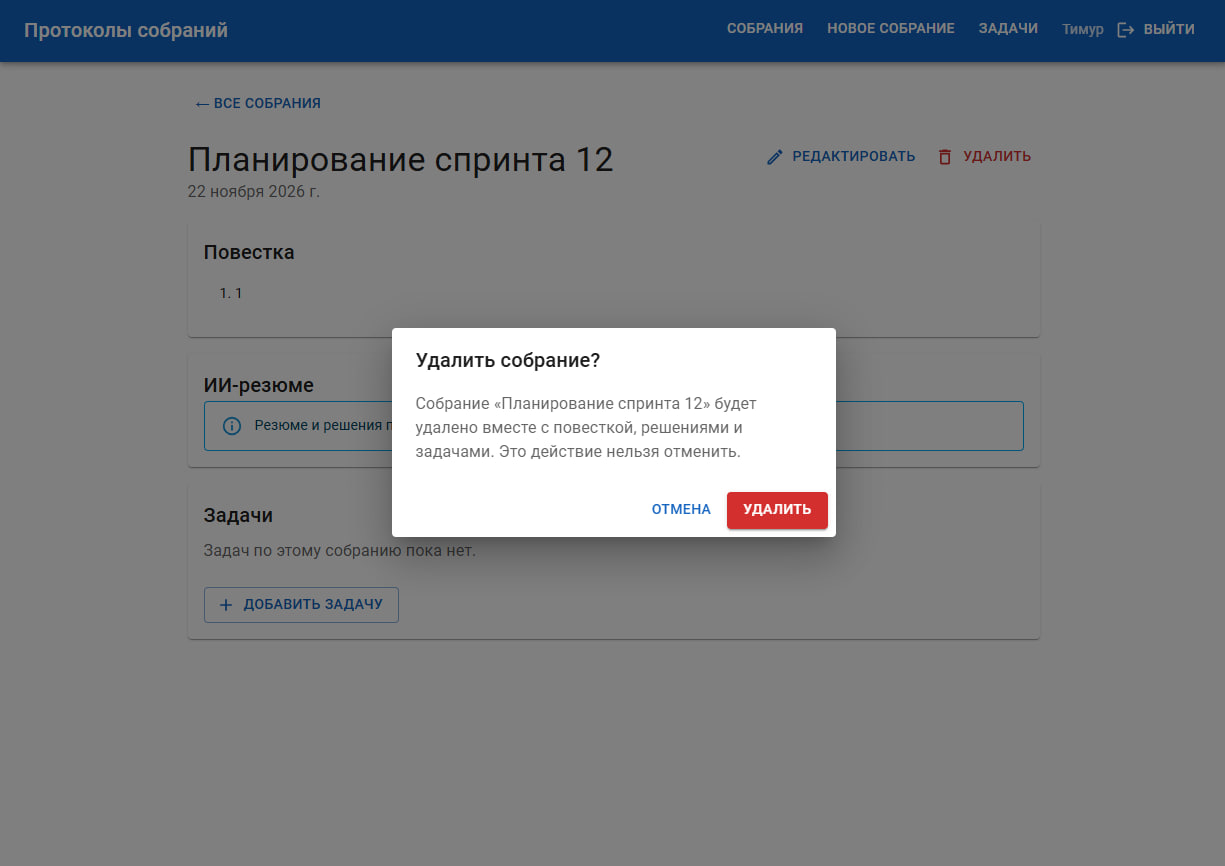 Протоколы собраний
СОБРАНИЯ НОВОЕ СОБРАНИЕ ЗАДАЧИ Тимур ВЫЙТИ
← ВСЕ СОБРАНИЯ
Планирование спринта 12
РЕДАКТИРОВАТЬ УДАЛИТЬ
22 ноября 2026 г.
Повестка
1. 1
ИИ-резюме
Резюме и решения
Удалить собрание?
Собрание «Планирование спринта 12» будет
удалено вместе с повесткой, решениями и
задачами. Это действие нельзя отменить.
ОТМЕНА УДАЛИТЬ
Задачи
Задач по этому собранию пока нет.
+ ДОБАВИТЬ ЗАДАЧУ